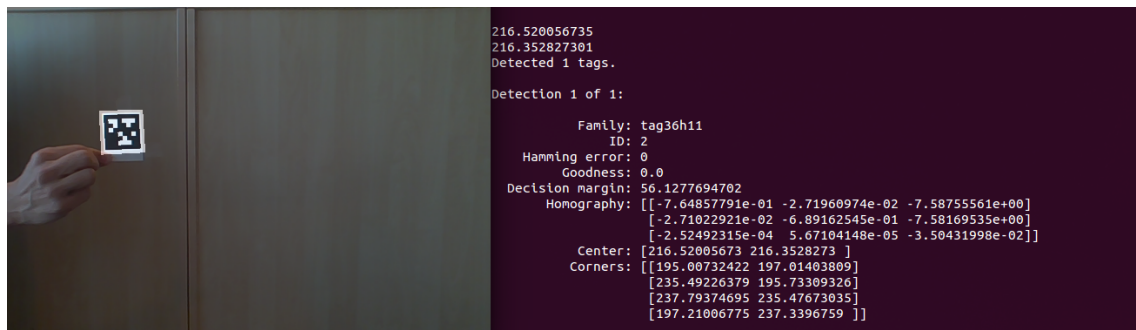 216.520056735
216.352827301
Detected 1 tags.
Detection 1 of 1:
Family: tag36h11
ID: 2
Hamming error: 0
Goodness: 0.0
Decision margin: 56.1277694702
Homography: [[-7.64857791e-01 -2.71960974e-02 -7.58755561e+00]
[-2.71022921e-02 -6.89162545e-01 -7.58169535e+00]
[-2.52492315e-04 5.67104148e-05 -3.50431998e-02]]
Center: [216.52005673 216.3528273 ]
Corners: [[195.00732422 197.01403809]
[235.49226379 195.73309326]
[237.79374695 235.47673035]
[197.21006775 237.3396759 ]]